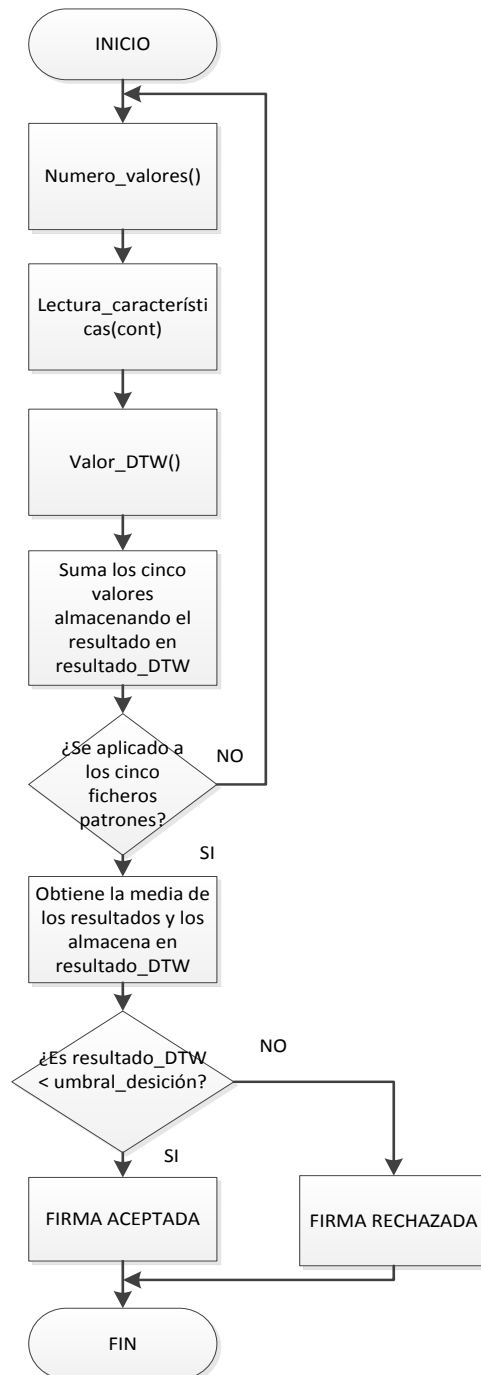 INICIO
Numero_valores()
Lectura_característi
cas(cont)
Valor_DTW()
Suma los cinco
valores
almacenando el
resultado en
resultado_DTW
¿Se aplicado a
los cinco
ficheros
patrones?
NO
SI
Obtiene la media de
los resultados y los
almacena en
resultado_DTW
¿Es resultado_DTW
< umbral_desición?
NO
SI
FIRMA ACEPTADA
FIRMA RECHAZADA
FIN